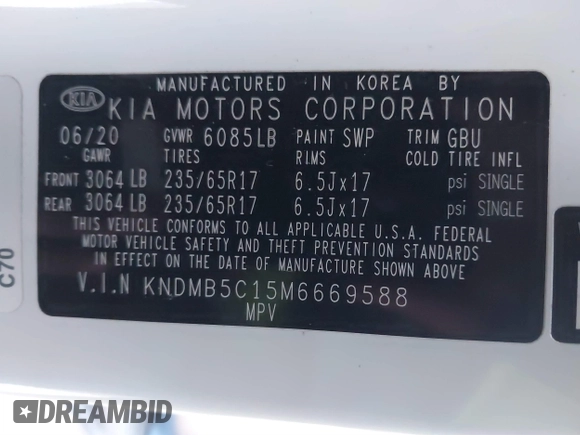 MANUFACTURED IN KOREA BY
KIA KIA MOTORS CORPORATION
06/20 GVWR 6085LB PAINT SWP TRIM GBU
GAWR TIRES RIMS COLD TIRE INFL
FRONT 3064 LB 235/65R17 6.5Jx17 psi SINGLE
REAR 3064 LB 235/65R17 6.5Jx17 psi SINGLE
THIS VEHICLE CONFORMS TO ALL APPLICABLE U.S.A. FEDERAL
MOTOR VEHICLE SAFETY AND THEFT PREVENTION STANDARDS
IN EFFECT ON THE DATE OF MANUFACTURE SHOWN ABOVE.
V.I.N KNDMB5C15M6669588
MPV
C70
DREAMBID